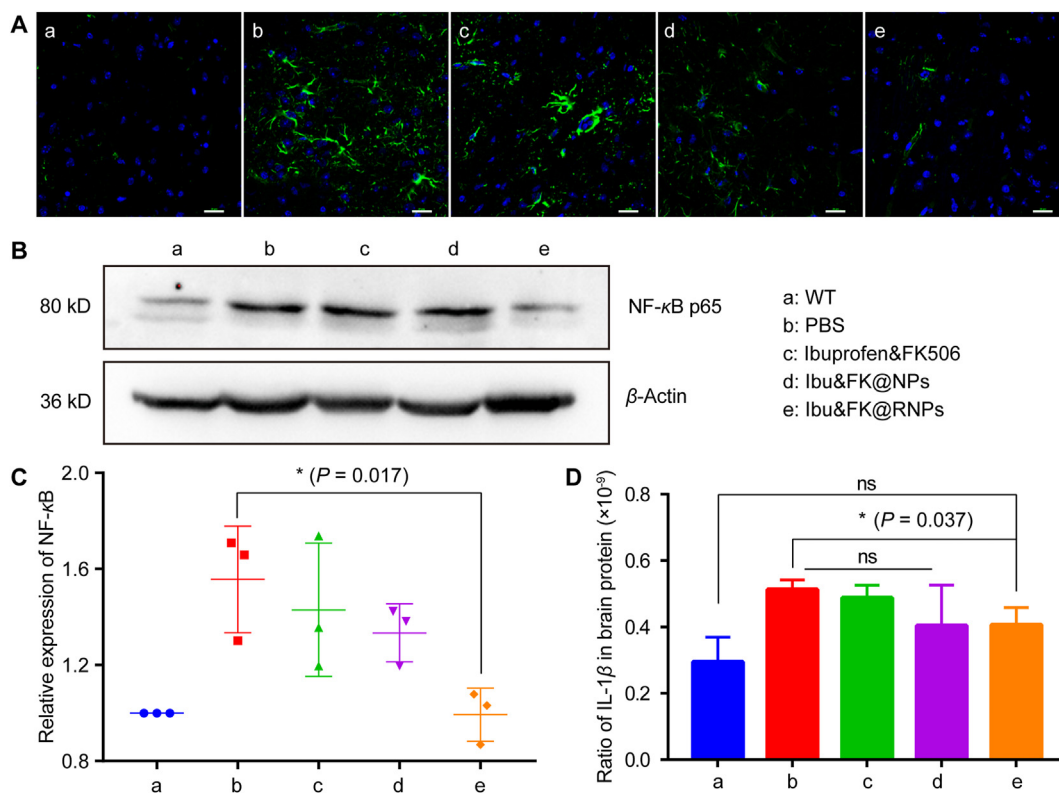 A
a b c d e
B
a b c d e
80 kD NF-κB p65
36 kD β-Actin
a: WT
b: PBS
c: Ibuprofen&FK506
d: Ibu&FK@NPs
e: Ibu&FK@RNPs
C
Relative expression of NF-κB
2.0
1.6
1.2
0.8
* (P = 0.017)
a b c d e
D
Ratio of IL-1β in brain protein (×10⁻⁹)
0.8
0.6
0.4
0.2
0.0
ns
* (P = 0.037)
ns
a b c d e